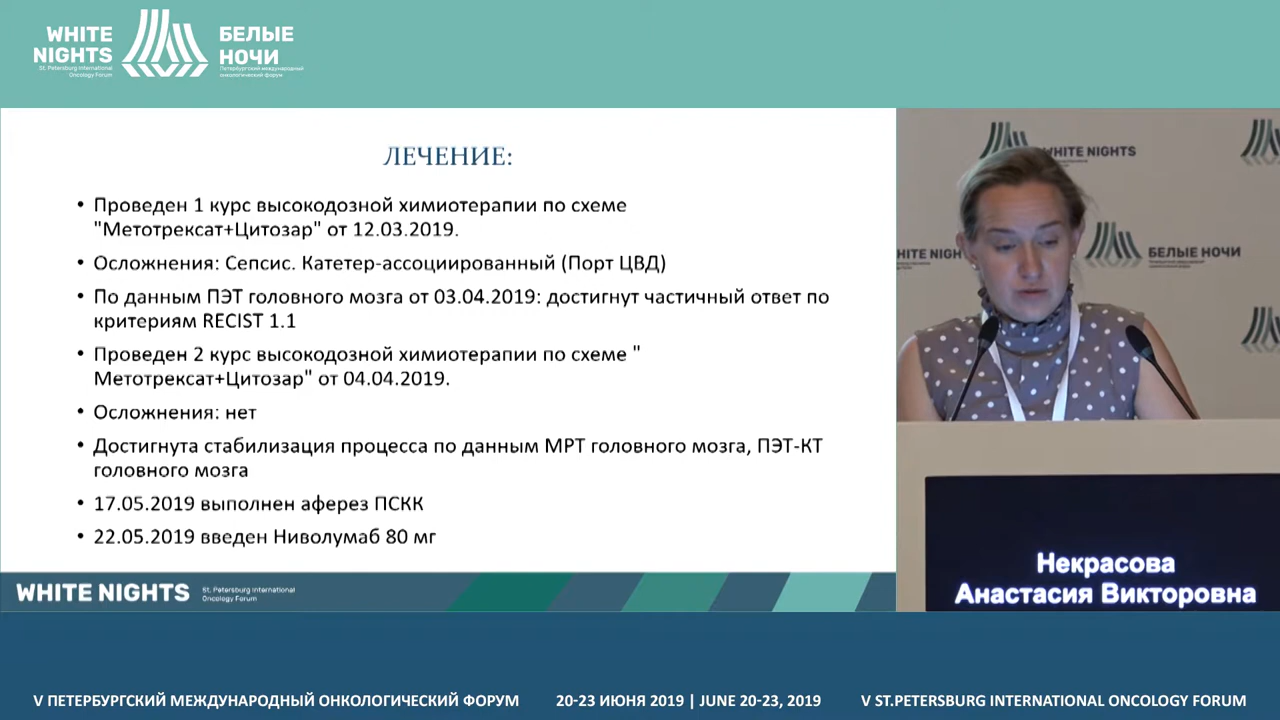 WHITE
NIGHTS
St. Petersburg International
Oncology Forum
БЕЛЫЕ
НОЧИ
Петербургский международный
онкологический форум
ЛЕЧЕНИЕ:
• Проведен 1 курс высокодозной химиотерапии по схеме
"Метотрексат+Цитозар" от 12.03.2019.
• Осложнения: Сепсис. Катетер-ассоциированный (Порт ЦВД)
• По данным ПЭТ головного мозга от 03.04.2019: достигнут частичный ответ по
критериям RECIST 1.1
• Проведен 2 курс высокодозной химиотерапии по схеме "
Метотрексат+Цитозар" от 04.04.2019.
• Осложнения: нет
• Достигнута стабилизация процесса по данным МРТ головного мозга, ПЭТ-КТ
головного мозга
• 17.05.2019 выполнен аферез ПСКК
• 22.05.2019 введен Ниволумаб 80 мг
WHITE NIGHTS
St. Petersburg International
Oncology Forum
WHITE NIGHTS
WHITE NIGH
БЕЛЫЕ НОЧИ
Некрасова
Анастасия Викторовна
V ПЕТЕРБУРГСКИЙ МЕЖДУНАРОДНЫЙ ОНКОЛОГИЧЕСКИЙ ФОРУМ
20-23 ИЮНЯ 2019 | JUNE 20-23, 2019
V ST.PETERSBURG INTERNATIONAL ONCOLOGY FORUM